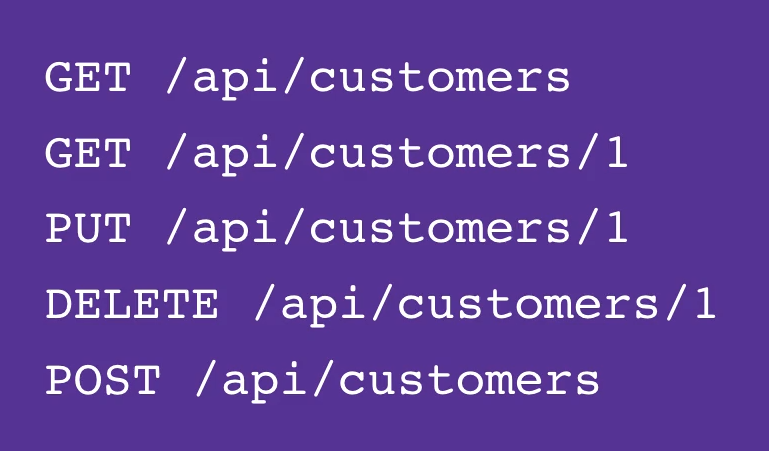 GET /api/customers
GET /api/customers/1
PUT /api/customers/1
DELETE /api/customers/1
POST /api/customers